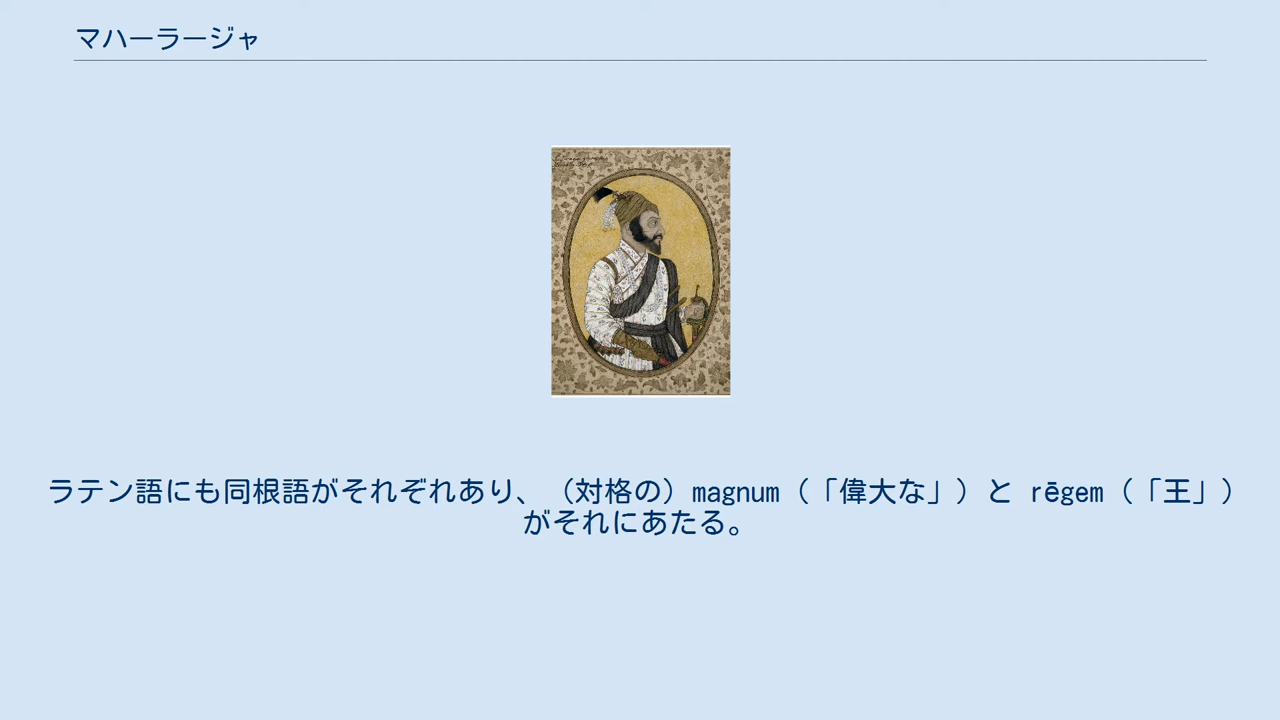 マハーラージャ
ラテン語にも同根語がそれぞれあり、（対格の）magnum（「偉大な」）と rēgem（「王」）
がそれにあたる。